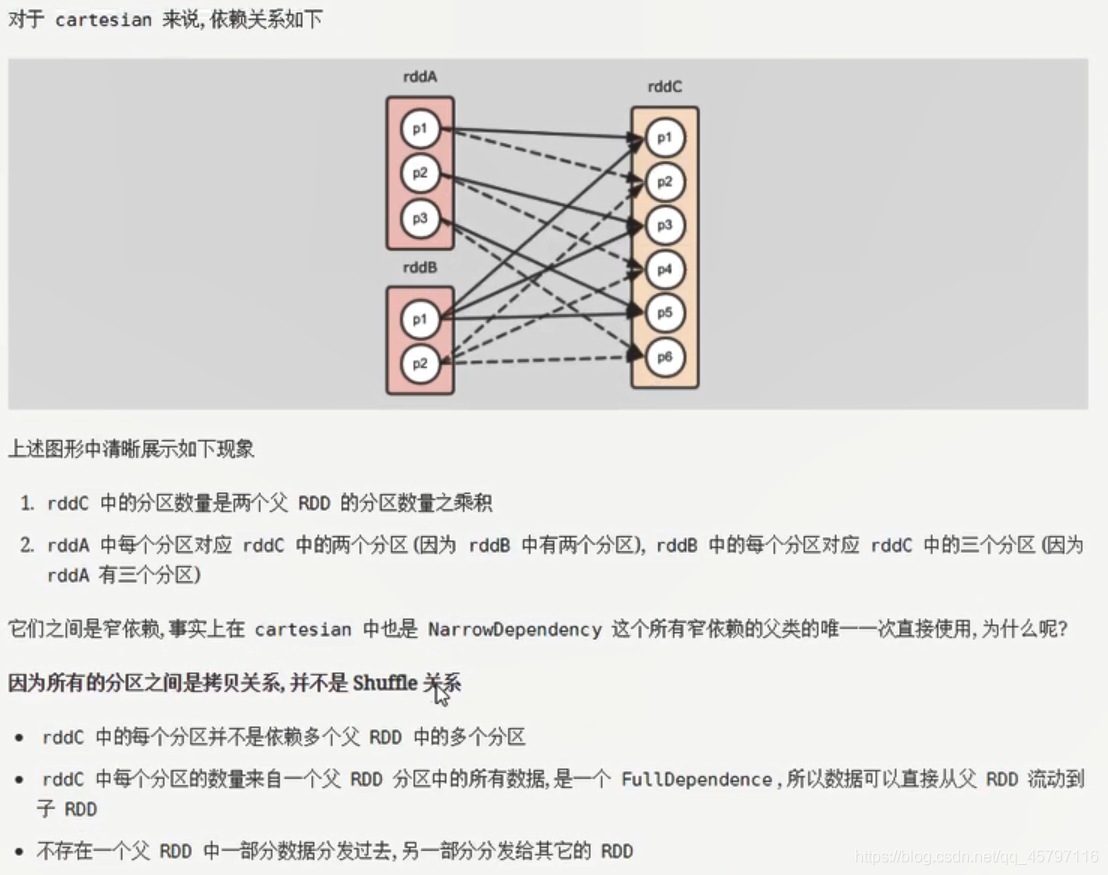 对于 cartesian 来说, 依赖关系如下
rddA
rddC
p1
p2
p3
p1
p2
p3
p4
p5
p6
rddB
p1
p2
上述图形中清晰展示如下现象
1. rddC 中的分区数量是两个父 RDD 的分区数量之乘积
2. rddA 中每个分区对应 rddC 中的两个分区 (因为 rddB 中有两个分区), rddB 中的每个分区对应 rddC 中的三个分区 (因为
rddA 有三个分区)
它们之间是窄依赖, 事实上在 cartesian 中也是 NarrowDependency 这个所有窄依赖的父类的唯一一次直接使用, 为什么呢?
因为所有的分区之间是拷贝关系, 并不是 Shuffle 关系
• rddC 中的每个分区并不是依赖多个父 RDD 中的多个分区
• rddC 中每个分区的数量来自一个父 RDD 分区中的所有数据, 是一个 FullDependence, 所以数据可以直接从父 RDD 流动到
子 RDD
• 不存在一个父 RDD 中一部分数据分发过去, 另一部分分发给其它的 RDD
https://blog.csdn.net/qq_45797116